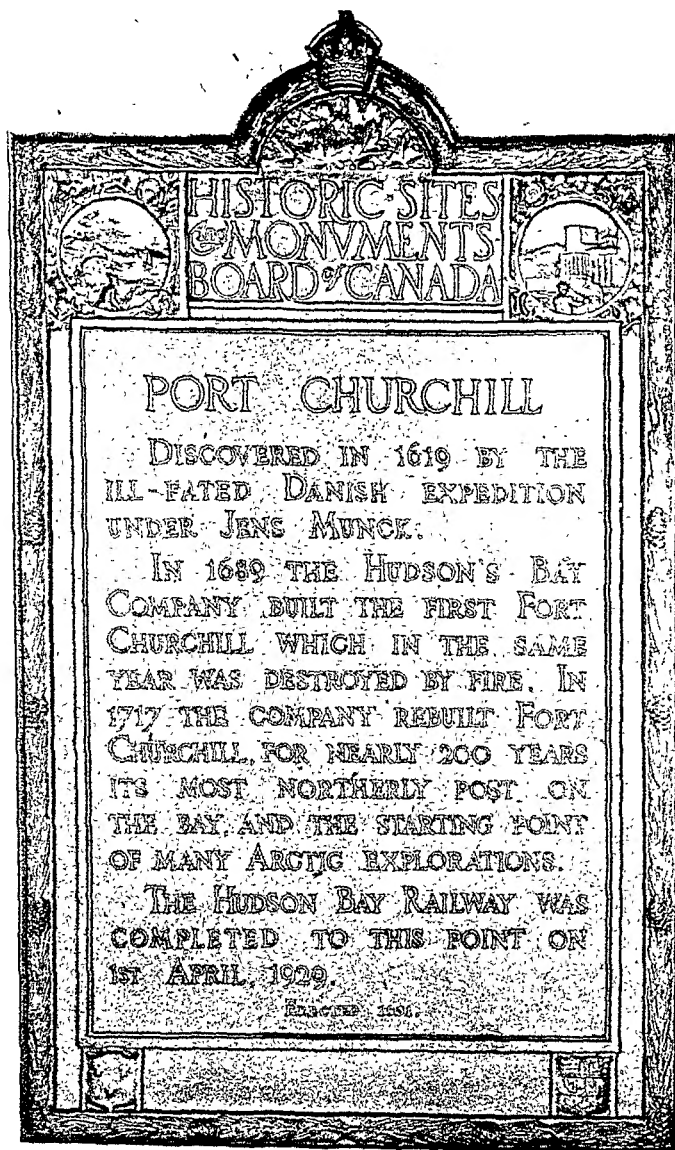 HISTORIC·SITES
and MONVMENTS
BOARD of CANADA
PORT CHURCHILL
DISCOVERED IN 1619 BY THE
ILL-FATED DANISH EXPEDITION
UNDER JENS MUNCK.
IN 1689 THE HUDSON'S BAY
COMPANY BUILT THE FIRST FORT
CHURCHILL WHICH IN THE SAME
YEAR WAS DESTROYED BY FIRE. IN
1717 THE COMPANY REBUILT FORT
CHURCHILL, FOR NEARLY 200 YEARS
ITS MOST NORTHERLY POST ON
THE BAY, AND THE STARTING POINT
OF MANY ARCTIC EXPLORATIONS.
THE HUDSON BAY RAILWAY WAS
COMPLETED TO THIS POINT ON
1ST APRIL, 1929.
ERECTED